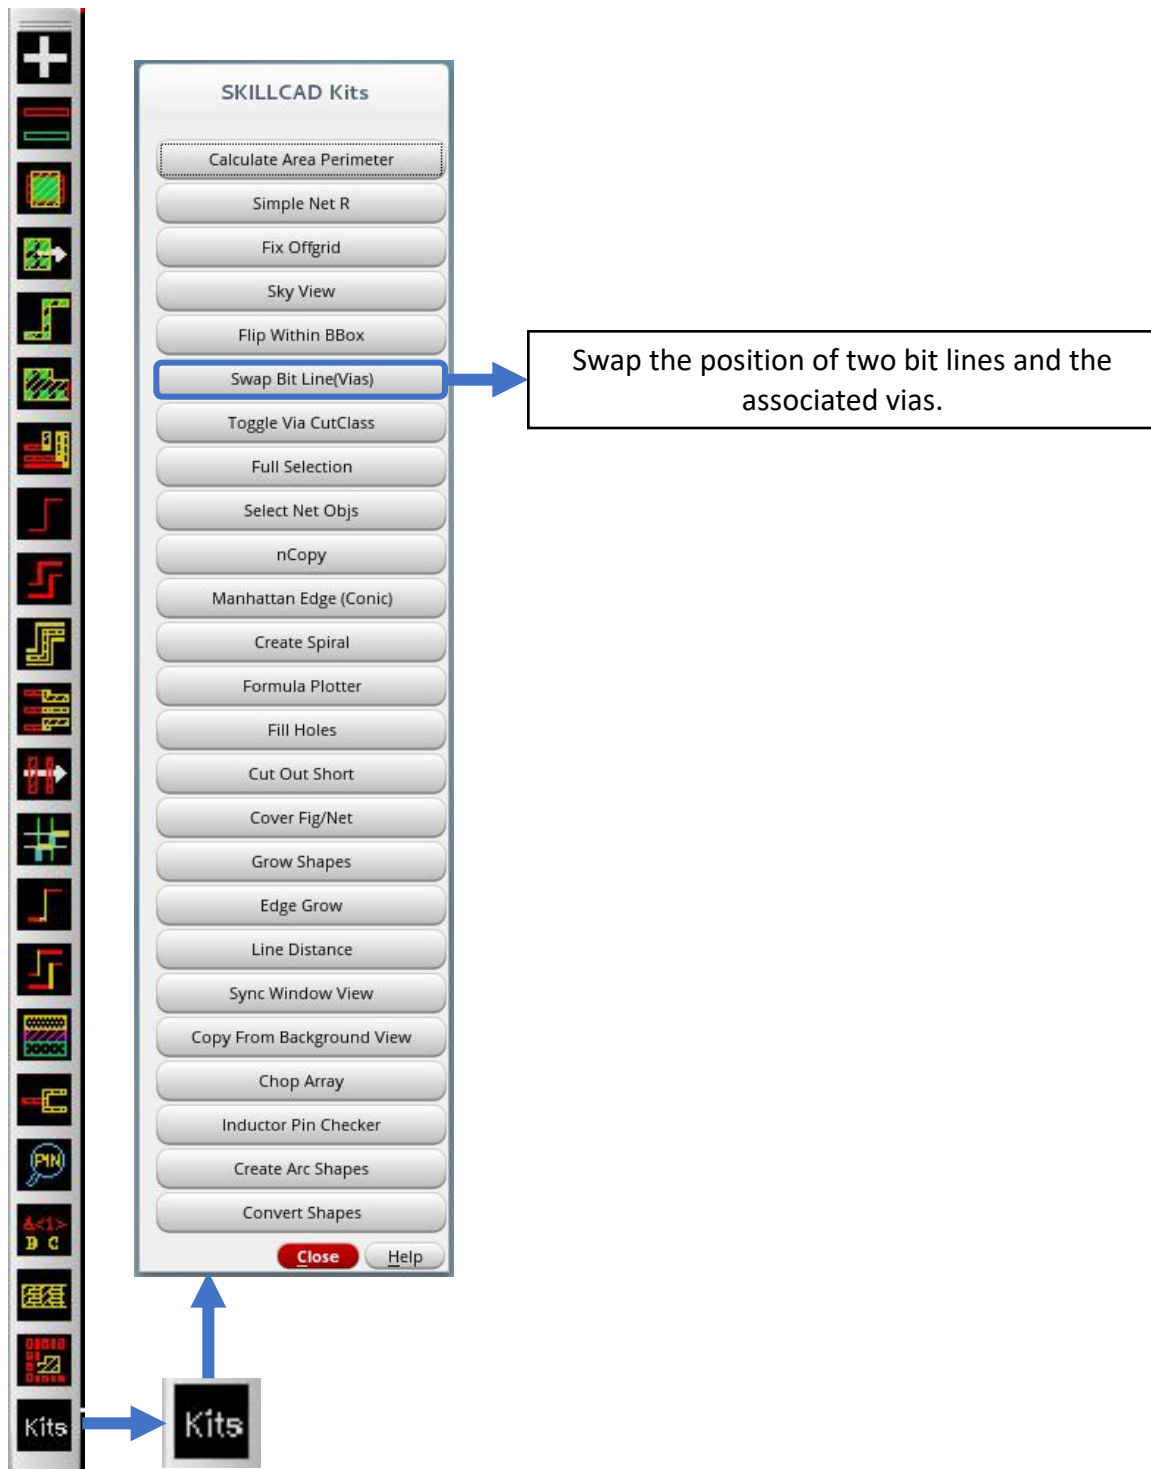 SKILLCAD Kits
Calculate Area Perimeter
Simple Net R
Fix Offgrid
Sky View
Flip Within BBox
Swap Bit Line(Vias)
Swap the position of two bit lines and the
associated vias.
Toggle Via CutClass
Full Selection
Select Net Objs
nCopy
Manhattan Edge (Conic)
Create Spiral
Formula Plotter
Fill Holes
Cut Out Short
Cover Fig/Net
Grow Shapes
Edge Grow
Line Distance
Sync Window View
Copy From Background View
Chop Array
Inductor Pin Checker
Create Arc Shapes
Convert Shapes
Close Help
PIN
A<1>
B C
Kits
Kits